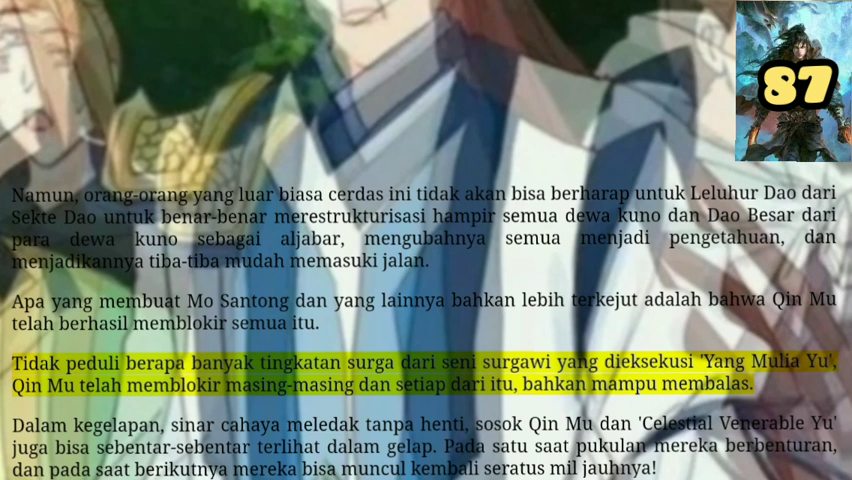 87
Namun, orang-orang yang luar biasa cerdas ini tidak akan bisa berharap untuk Leluhur Dao dari
Sekte Dao untuk benar-benar merestrukturisasi hampir semua dewa kuno dan Dao Besar dari
para dewa kuno sebagai aljabar, mengubahnya semua menjadi pengetahuan, dan
menjadikannya tiba-tiba mudah memasuki jalan.
Apa yang membuat Mo Santong dan yang lainnya bahkan lebih terkejut adalah bahwa Qin Mu
telah berhasil memblokir semua itu.
Tidak peduli berapa banyak tingkatan surga dari seni surgawi yang dieksekusi 'Yang Mulia Yu',
Qin Mu telah memblokir masing-masing dan setiap dari itu, bahkan mampu membalas.
Dalam kegelapan, sinar cahaya meledak tanpa henti, sosok Qin Mu dan 'Celestial Venerable Yu'
juga bisa sebentar-sebentar terlihat dalam gelap. Pada satu saat pukulan mereka berbenturan,
dan pada saat berikutnya mereka bisa muncul kembali seratus mil jauhnya!